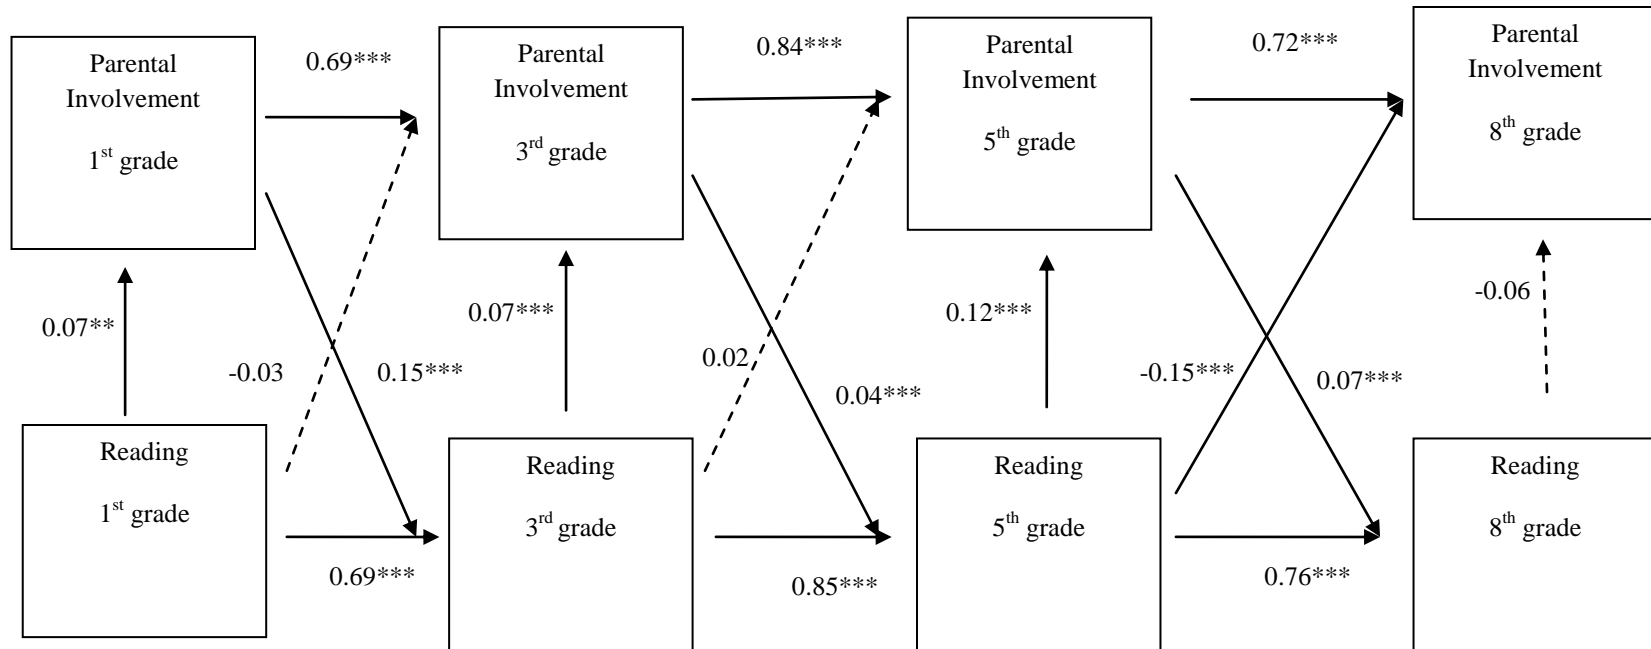 Parental
Involvement
1st grade
0.69***
Parental
Involvement
3rd grade
0.84***
Parental
Involvement
5th grade
0.72***
Parental
Involvement
8th grade
0.07**
-0.03
0.15***
0.07***
0.02
0.04***
0.12***
-0.15***
0.07***
-0.06
Reading
1st grade
0.69***
Reading
3rd grade
0.85***
Reading
5th grade
0.76***
Reading
8th grade